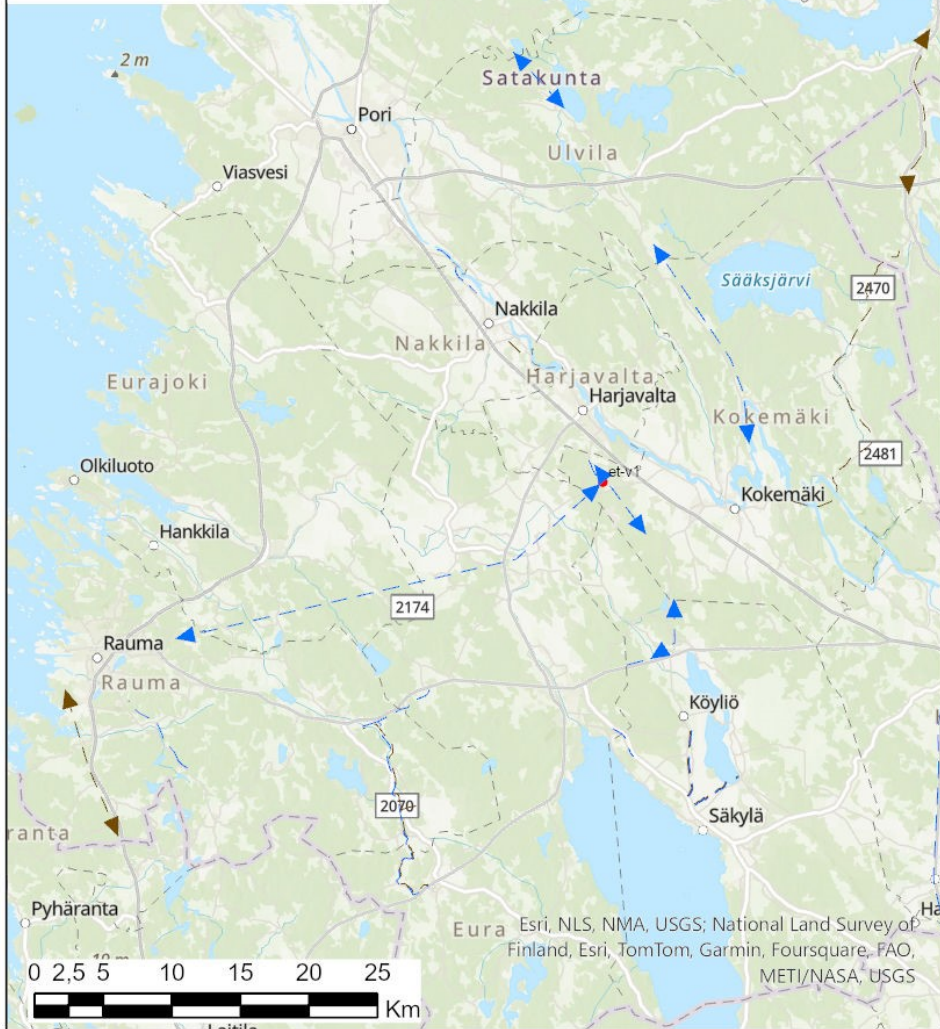 2 m
Satakunta
Pori
Ulvila
Viasvesi
Sääksjärvi
2470
Nakkila
Nakkila
Harjavalta
Eurajoki
Harjavalta
Kokemäki
2481
Olkiluoto
et-v1
Kokemäki
Hankkila
2174
Rauma
Rauma
Köyliö
2070
Säkylä
ranta
Pyhäranta
Ha
Eura
Esri, NLS, NMA, USGS; National Land Survey of
Finland, Esri, TomTom, Garmin, Foursquare, FAO,
METI/NASA, USGS
0 2,5 5 10 15 20 25
Km